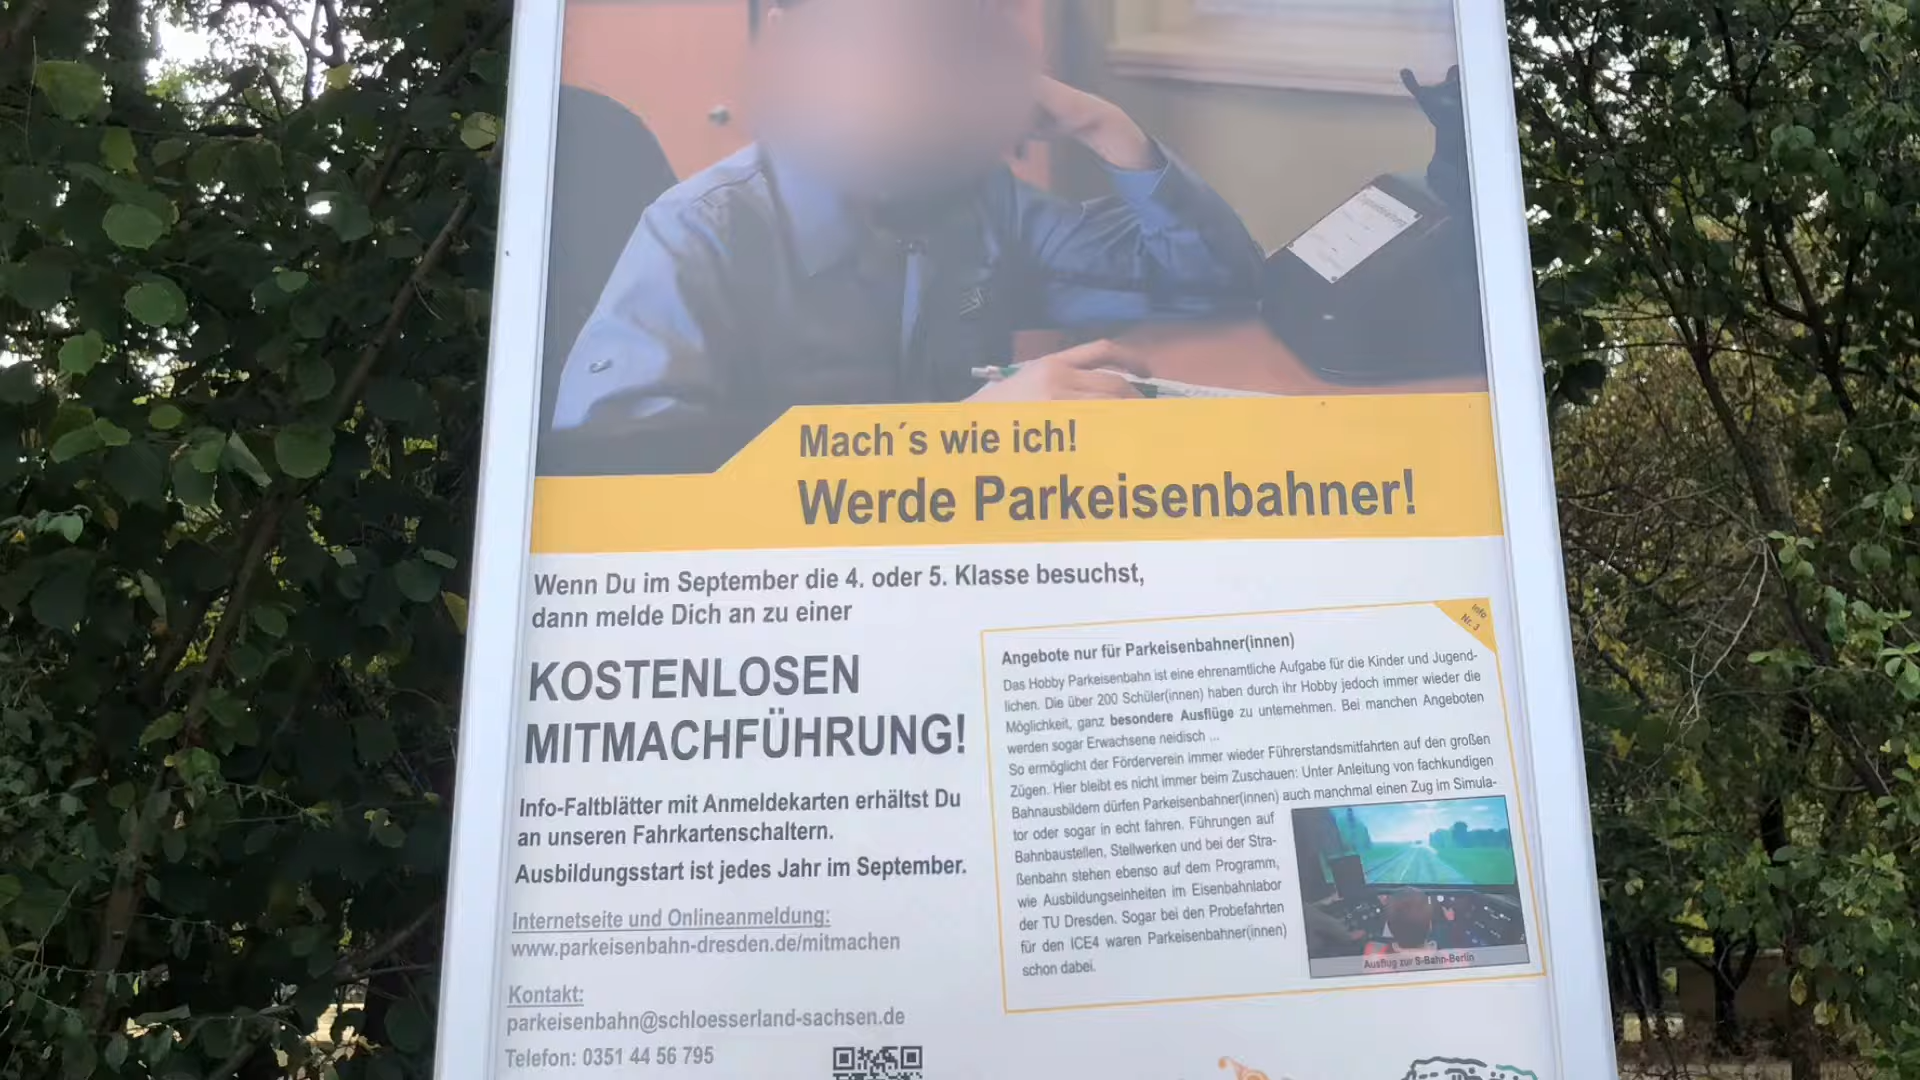 Mach´s wie ich!
Werde Parkeisenbahner!
Wenn Du im September die 4. oder 5. Klasse besuchst,
dann melde Dich an zu einer
KOSTENLOSEN
MITMACHFÜHRUNG!
Info-Faltblätter mit Anmeldekarten erhältst Du
an unseren Fahrkartenschaltern.
Ausbildungsstart ist jedes Jahr im September.
Internetseite und Onlineanmeldung:
www.parkeisenbahn-dresden.de/mitmachen
Kontakt:
parkeisenbahn@schloesserland-sachsen.de
Telefon: 0351 44 56 795
Info
Nr. 3
Angebote nur für Parkeisenbahner(innen)
Das Hobby Parkeisenbahn ist eine ehrenamtliche Aufgabe für die Kinder und Jugend-
lichen. Die über 200 Schüler(innen) haben durch ihr Hobby jedoch immer wieder die
Möglichkeit, ganz besondere Ausflüge zu unternehmen. Bei manchen Angeboten
werden sogar Erwachsene neidisch ...
So ermöglicht der Förderverein immer wieder Führerstandsmitfahrten auf den großen
Zügen. Hier bleibt es nicht immer beim Zuschauen: Unter Anleitung von fachkundigen
Bahnausbildern dürfen Parkeisenbahner(innen) auch manchmal einen Zug im Simula-
tor oder sogar in echt fahren. Führungen auf
Bahnbaustellen, Stellwerken und bei der Stra-
ßenbahn stehen ebenso auf dem Programm,
wie Ausbildungseinheiten im Eisenbahnlabor
der TU Dresden. Sogar bei den Probefahrten
für den ICE4 waren Parkeisenbahner(innen)
schon dabei.
Ausflug zur S-Bahn-Berlin